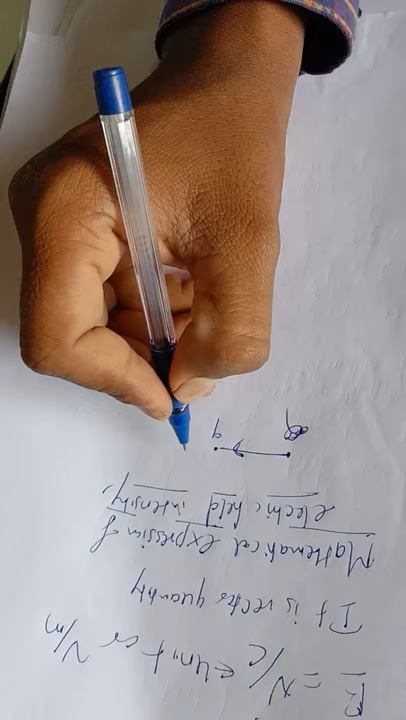 E = N/C ← unit or V/m
It is vector quantity
Mathematical expression of
electric field intensity,
q